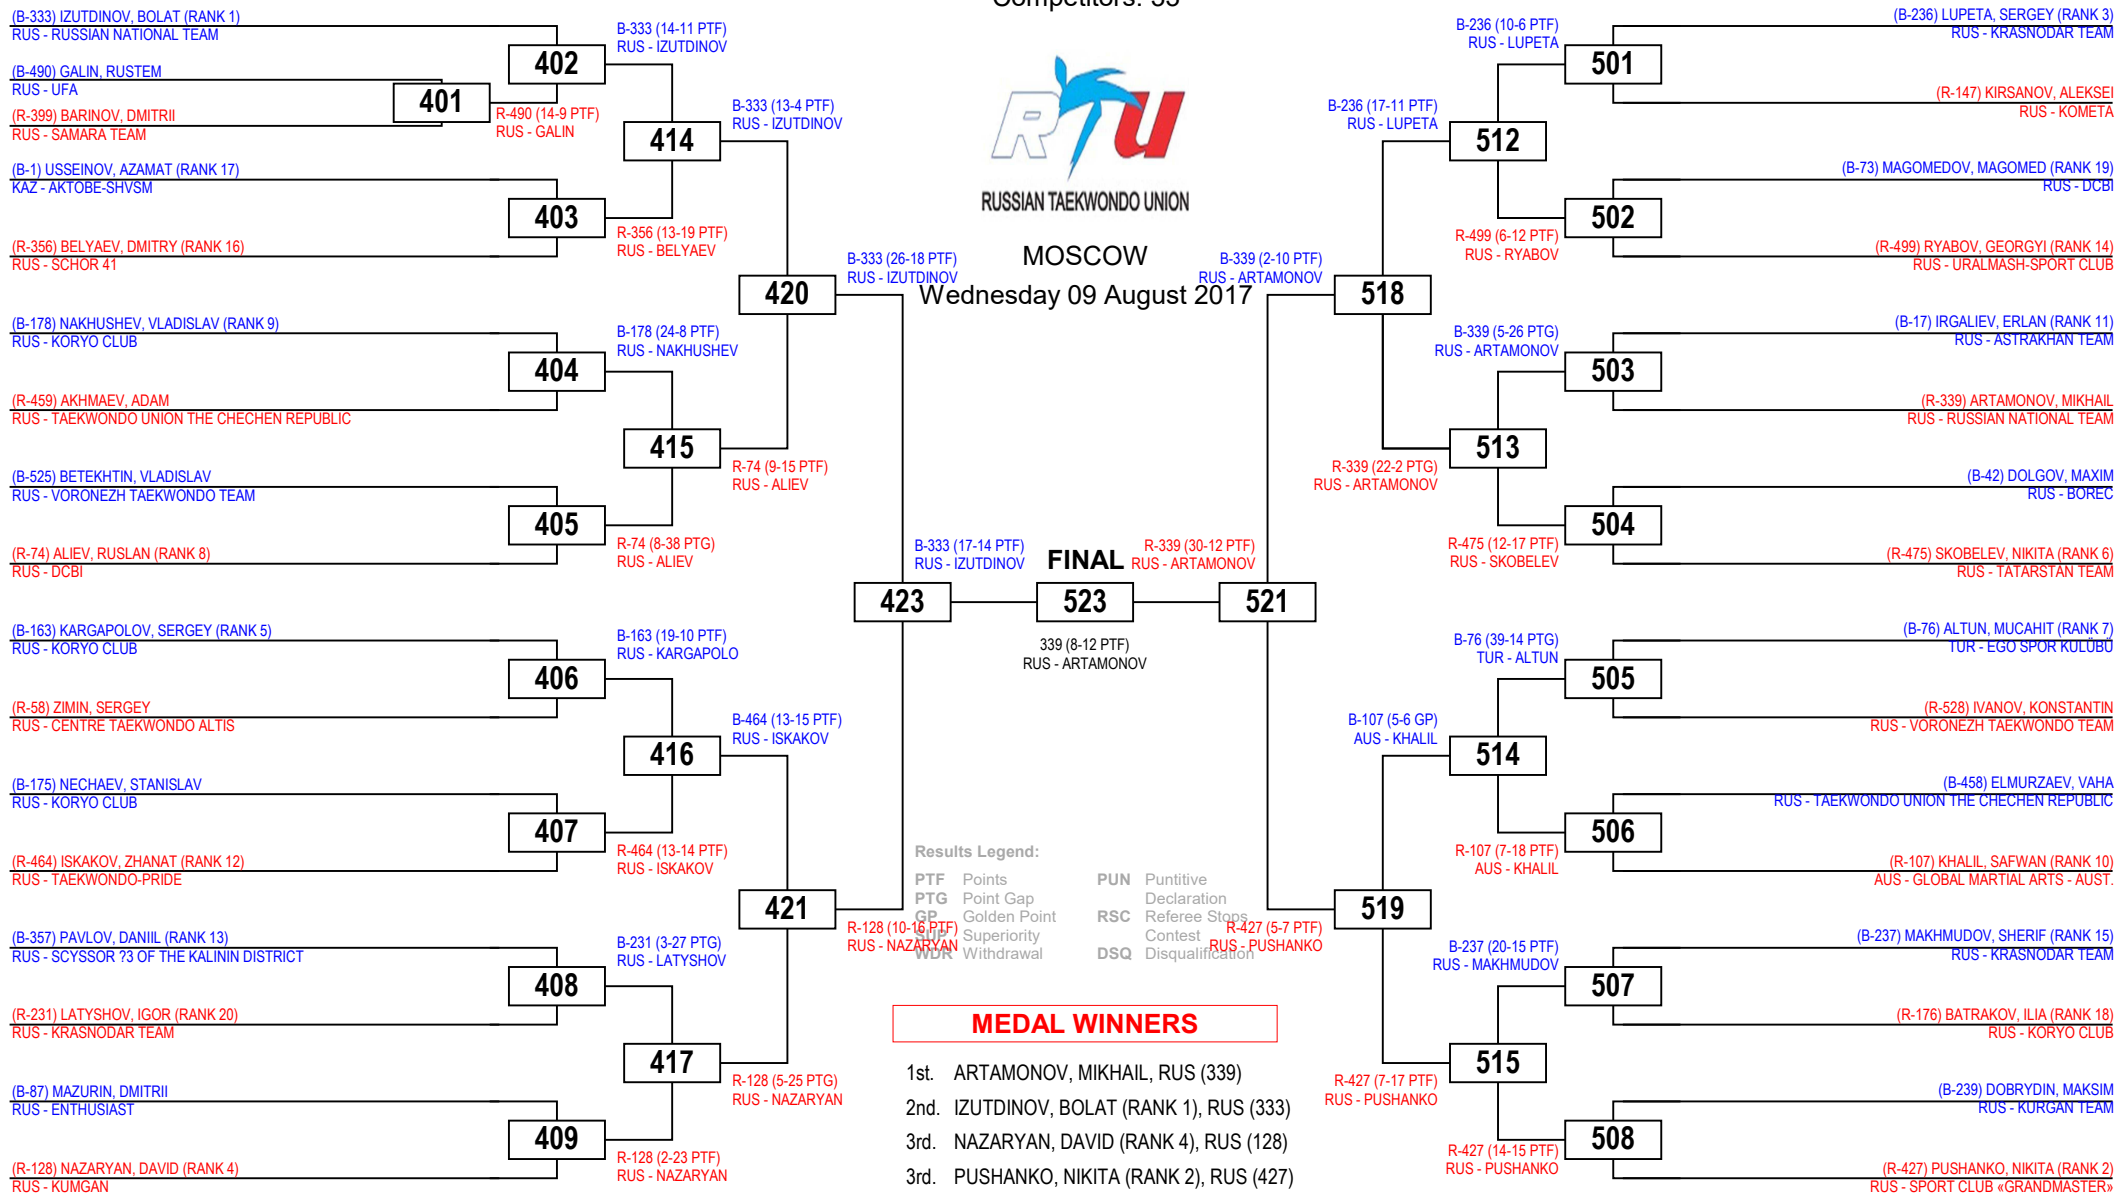 Competitors: 33
(B-333) IZUTDINOV, BOLAT (RANK 1)
RUS - RUSSIAN NATIONAL TEAM
(B-490) GALIN, RUSTEM
RUS - UFA
(R-399) BARINOV, DMITRII
RUS - SAMARA TEAM
(B-1) USSEINOV, AZAMAT (RANK 17)
KAZ - AKTOBE-SHVSM
(R-356) BELYAEV, DMITRY (RANK 16)
RUS - SCHOR 41
(B-178) NAKHUSHEV, VLADISLAV (RANK 9)
RUS - KORYO CLUB
(R-459) AKHMAEV, ADAM
RUS - TAEKWONDO UNION THE CHECHEN REPUBLIC
(B-525) BETEKHTIN, VLADISLAV
RUS - VORONEZH TAEKWONDO TEAM
(R-74) ALIEV, RUSLAN (RANK 8)
RUS - DCBI
(B-163) KARGAPOLOV, SERGEY (RANK 5)
RUS - KORYO CLUB
(R-58) ZIMIN, SERGEY
RUS - CENTRE TAEKWONDO ALTIS
(B-175) NECHAEV, STANISLAV
RUS - KORYO CLUB
(R-464) ISKAKOV, ZHANAT (RANK 12)
RUS - TAEKWONDO-PRIDE
(B-357) PAVLOV, DANIIL (RANK 13)
RUS - SCYSSOR ?3 OF THE KALININ DISTRICT
(R-231) LATYSHOV, IGOR (RANK 20)
RUS - KRASNODAR TEAM
(B-87) MAZURIN, DMITRII
RUS - ENTHUSIAST
(R-128) NAZARYAN, DAVID (RANK 4)
RUS - KUMGAN
401
R-490 (14-9 PTF)
RUS - GALIN
402
403
404
405
406
407
408
409
B-333 (14-11 PTF)
RUS - IZUTDINOV
R-356 (13-19 PTF)
RUS - BELYAEV
B-178 (24-8 PTF)
RUS - NAKHUSHEV
R-74 (8-38 PTG)
RUS - ALIEV
B-163 (19-10 PTF)
RUS - KARGAPOLO
R-464 (13-14 PTF)
RUS - ISKAKOV
B-231 (3-27 PTG)
RUS - LATYSHOV
R-128 (2-23 PTF)
RUS - NAZARYAN
414
415
416
417
B-333 (13-4 PTF)
RUS - IZUTDINOV
R-74 (9-15 PTF)
RUS - ALIEV
B-464 (13-15 PTF)
RUS - ISKAKOV
R-128 (5-25 PTG)
RUS - NAZARYAN
420
421
B-333 (26-18 PTF)
RUS - IZUTDINOV
R-128 (10-16 PTF)
RUS - NAZARYAN
423
B-333 (17-14 PTF)
RUS - IZUTDINOV
RTU
RUSSIAN TAEKWONDO UNION
MOSCOW
Wednesday 09 August 2017
FINAL
523
339 (8-12 PTF)
RUS - ARTAMONOV
R-339 (30-12 PTF)
RUS - ARTAMONOV
521
B-339 (2-10 PTF)
RUS - ARTAMONOV
R-427 (5-7 PTF)
RUS - PUSHANKO
518
519
B-236 (17-11 PTF)
RUS - LUPETA
R-339 (22-2 PTG)
RUS - ARTAMONOV
B-107 (5-6 GP)
AUS - KHALIL
R-427 (7-17 PTF)
RUS - PUSHANKO
512
513
514
515
B-236 (10-6 PTF)
RUS - LUPETA
R-499 (6-12 PTF)
RUS - RYABOV
B-339 (5-26 PTG)
RUS - ARTAMONOV
R-475 (12-17 PTF)
RUS - SKOBELEV
B-76 (39-14 PTG)
TUR - ALTUN
R-107 (7-18 PTF)
AUS - KHALIL
B-237 (20-15 PTF)
RUS - MAKHMUDOV
R-427 (14-15 PTF)
RUS - PUSHANKO
501
502
503
504
505
506
507
508
(B-236) LUPETA, SERGEY (RANK 3)
RUS - KRASNODAR TEAM
(R-147) KIRSANOV, ALEKSEI
RUS - KOMETA
(B-73) MAGOMEDOV, MAGOMED (RANK 19)
RUS - DCBI
(R-499) RYABOV, GEORGYI (RANK 14)
RUS - URALMASH-SPORT CLUB
(B-17) IRGALIEV, ERLAN (RANK 11)
RUS - ASTRAKHAN TEAM
(R-339) ARTAMONOV, MIKHAIL
RUS - RUSSIAN NATIONAL TEAM
(B-42) DOLGOV, MAXIM
RUS - BOREC
(R-475) SKOBELEV, NIKITA (RANK 6)
RUS - TATARSTAN TEAM
(B-76) ALTUN, MUCAHIT (RANK 7)
TUR - EGO SPOR KULÜBÜ
(R-528) IVANOV, KONSTANTIN
RUS - VORONEZH TAEKWONDO TEAM
(B-458) ELMURZAEV, VAHA
RUS - TAEKWONDO UNION THE CHECHEN REPUBLIC
(R-107) KHALIL, SAFWAN (RANK 10)
AUS - GLOBAL MARTIAL ARTS - AUST.
(B-237) MAKHMUDOV, SHERIF (RANK 15)
RUS - KRASNODAR TEAM
(R-176) BATRAKOV, ILIA (RANK 18)
RUS - KORYO CLUB
(B-239) DOBRYDIN, MAKSIM
RUS - KURGAN TEAM
(R-427) PUSHANKO, NIKITA (RANK 2)
RUS - SPORT CLUB «GRANDMASTER»
Results Legend:
PTF Points
PTG Point Gap
GP Golden Point
SUP Superiority
WDR Withdrawal
PUN Puntitive
Declaration
RSC Referee Stops
Contest
DSQ Disqualification
MEDAL WINNERS
1st. ARTAMONOV, MIKHAIL, RUS (339)
2nd. IZUTDINOV, BOLAT (RANK 1), RUS (333)
3rd. NAZARYAN, DAVID (RANK 4), RUS (128)
3rd. PUSHANKO, NIKITA (RANK 2), RUS (427)